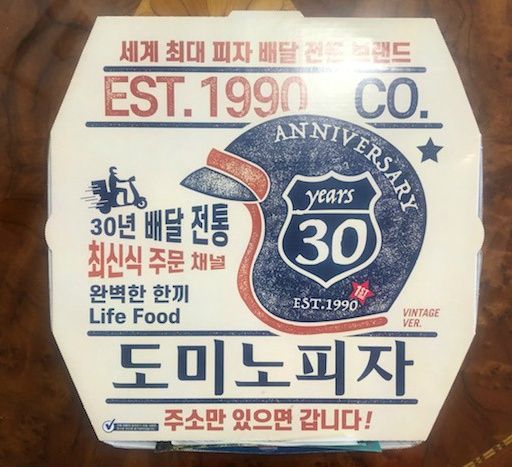 세계 최대 피자 배달 전문 브랜드
EST. 1990 CO.
ANNIVERSARY
years
30
EST.1990
30년 배달 전통
최신식 주문 채널
완벽한 한끼
Life Food
VINTAGE
VER.
도미노피자
주소만 있으면 갑니다!